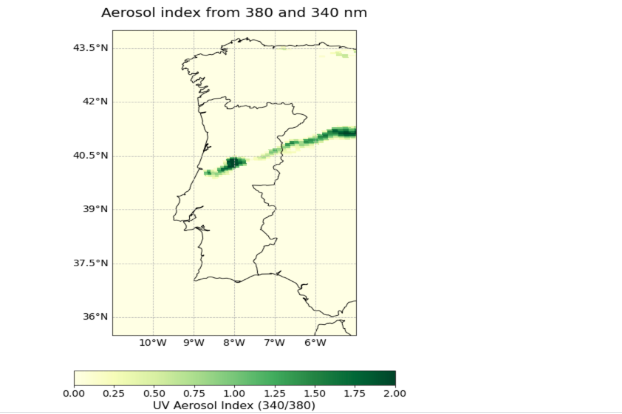 Aerosol index from 380 and 340 nm
43.5°N
42°N
40.5°N
39°N
37.5°N
36°N
10°W 9°W 8°W 7°W 6°W
0.00 0.25 0.50 0.75 1.00 1.25 1.50 1.75 2.00
UV Aerosol Index (340/380)